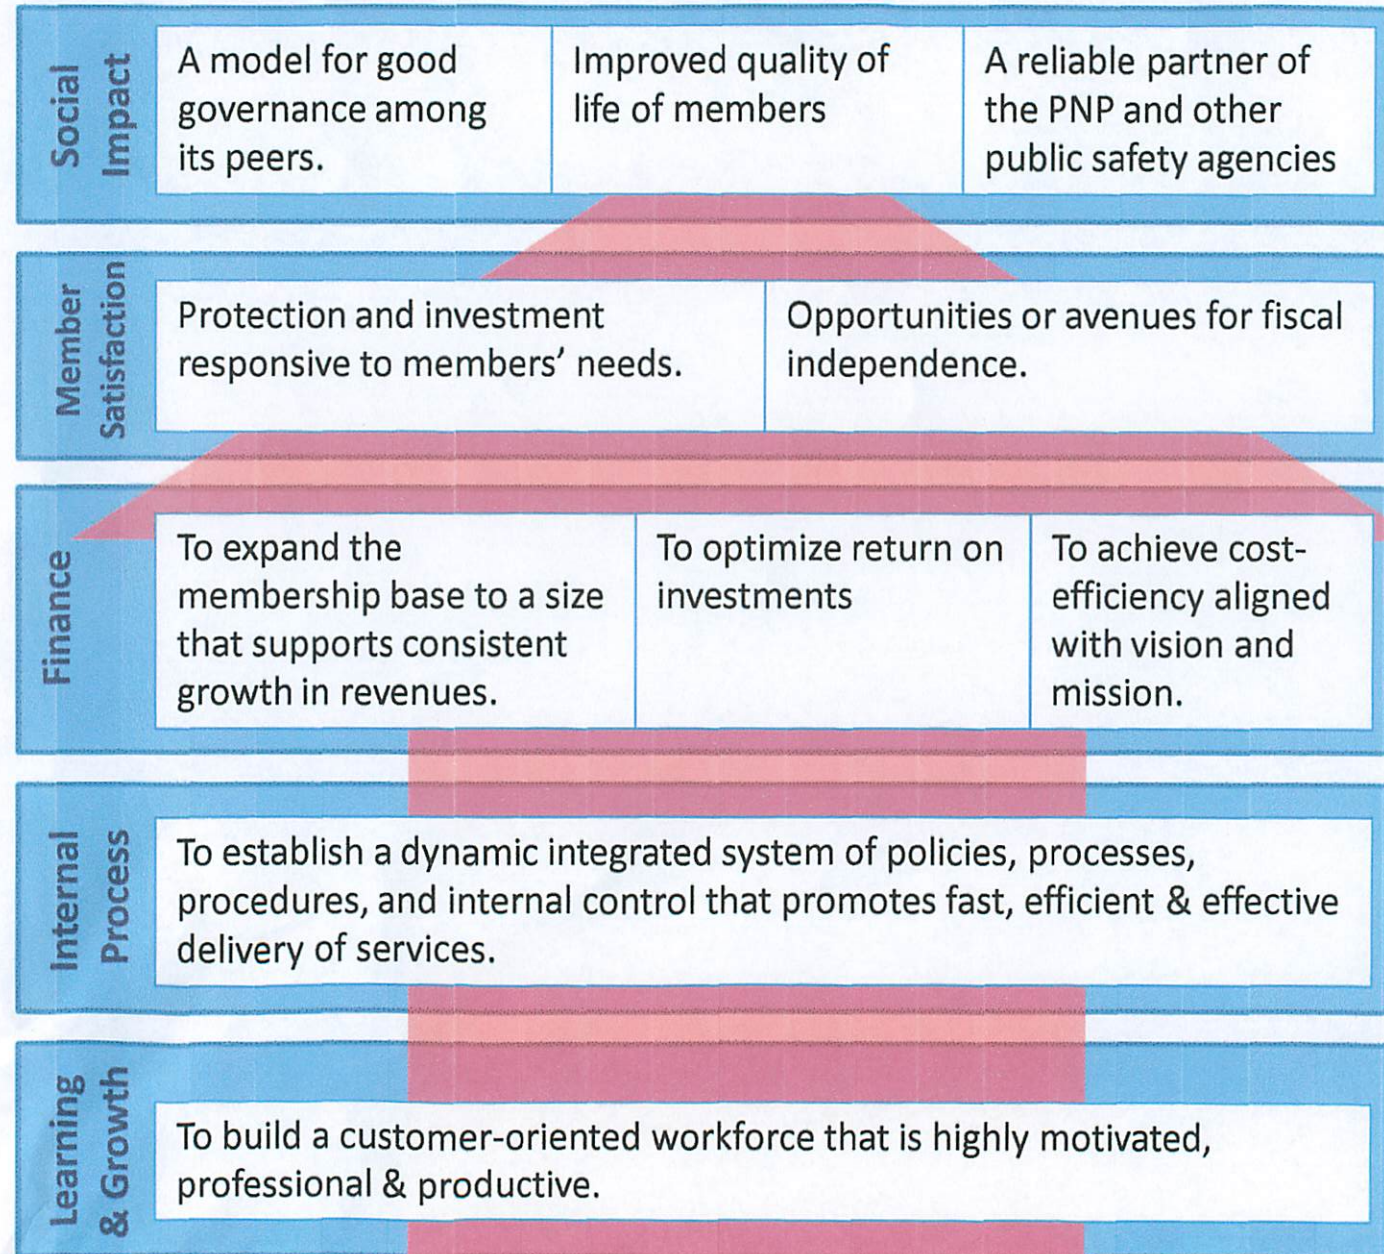 Social
Impact
A model for good
governance among
its peers.
Improved quality of
life of members
A reliable partner of
the PNP and other
public safety agencies
Member
Satisfaction
Protection and investment
responsive to members’ needs.
Opportunities or avenues for fiscal
independence.
Finance
To expand the
membership base to a size
that supports consistent
growth in revenues.
To optimize return on
investments
To achieve cost-
efficiency aligned
with vision and
mission.
Internal
Process
To establish a dynamic integrated system of policies, processes,
procedures, and internal control that promotes fast, efficient & effective
delivery of services.
Learning
& Growth
To build a customer-oriented workforce that is highly motivated,
professional & productive.